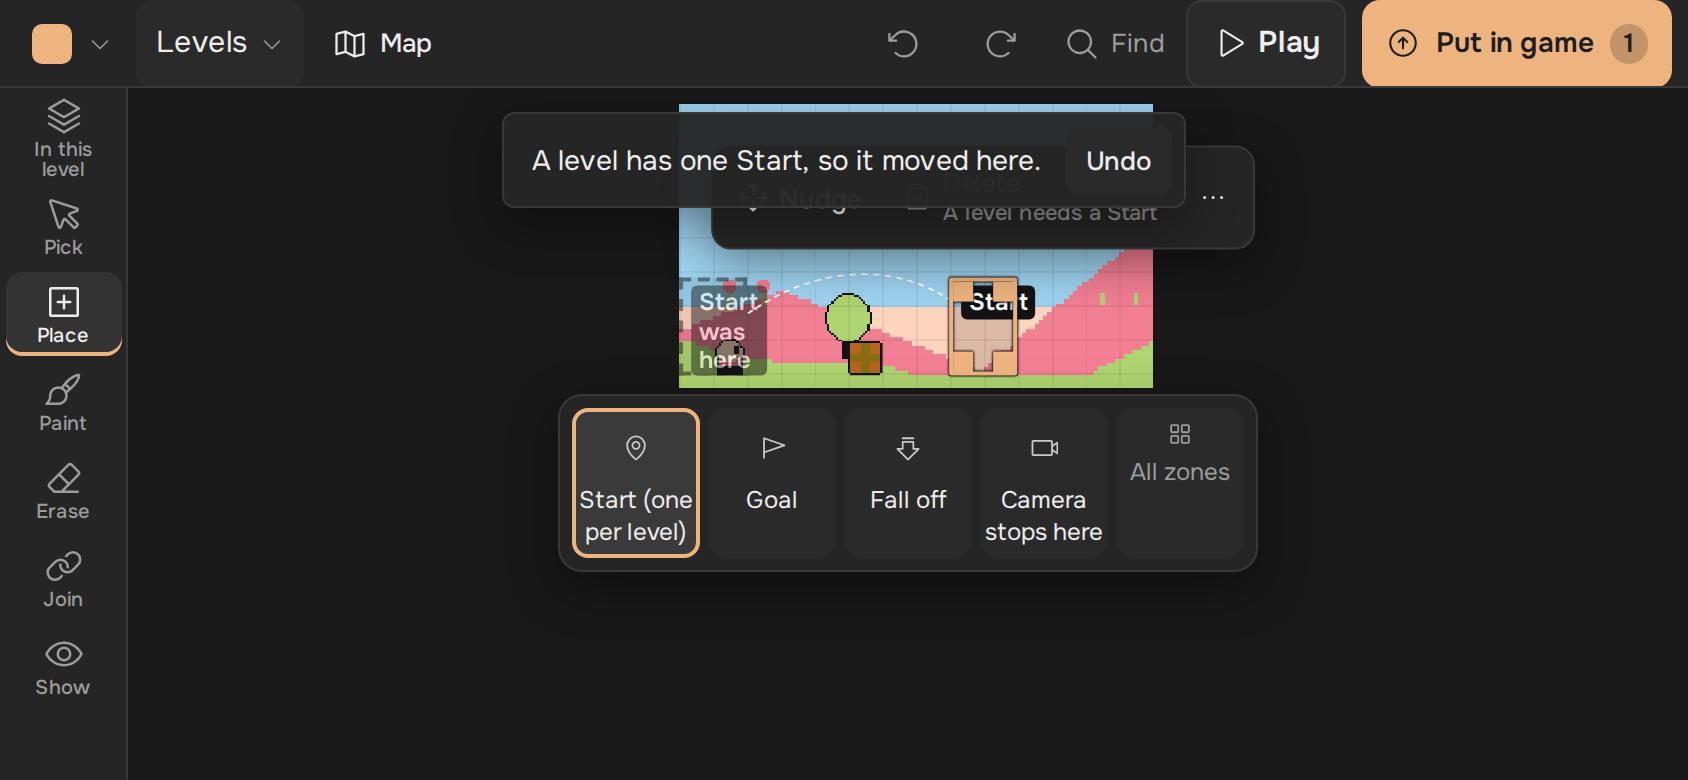 Levels
Map
Find
Play
Put in game
1
In this
level
Pick
Place
Paint
Erase
Join
Show
A level has one Start, so it moved here.
Undo
Nudge
Delete
A level needs a Start
Start
was
here
Start
Start (one
per level)
Goal
Fall off
Camera
stops here
All zones